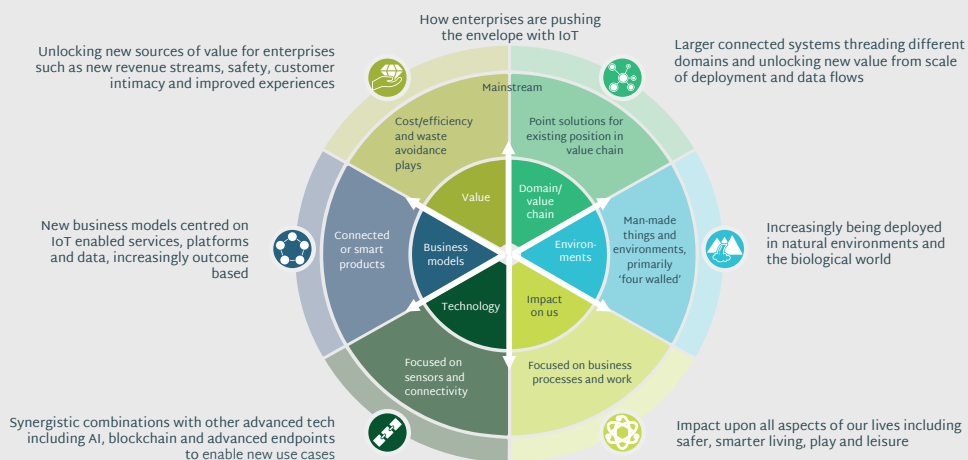 How enterprises are pushing
the envelope with IoT
Unlocking new sources of value for enterprises
such as new revenue streams, safety, customer
intimacy and improved experiences
Larger connected systems threading different
domains and unlocking new value from scale
of deployment and data flows
Mainstream
Cost/efficiency
and waste
avoidance
plays
Point solutions for
existing position in
value chain
Value
Domain/
value
chain
New business models centred on
IoT enabled services, platforms
and data, increasingly outcome
based
Connected
or smart
products
Business
models
Environ-
ments
Man-made
things and
environments,
primarily
‘four walled’
Increasingly being deployed
in natural environments and
the biological world
Technology
Impact
on us
Focused on
sensors and
connectivity
Focused on business
processes and work
Synergistic combinations with other advanced tech
including AI, blockchain and advanced endpoints
to enable new use cases
Impact upon all aspects of our lives including
safer, smarter living, play and leisure